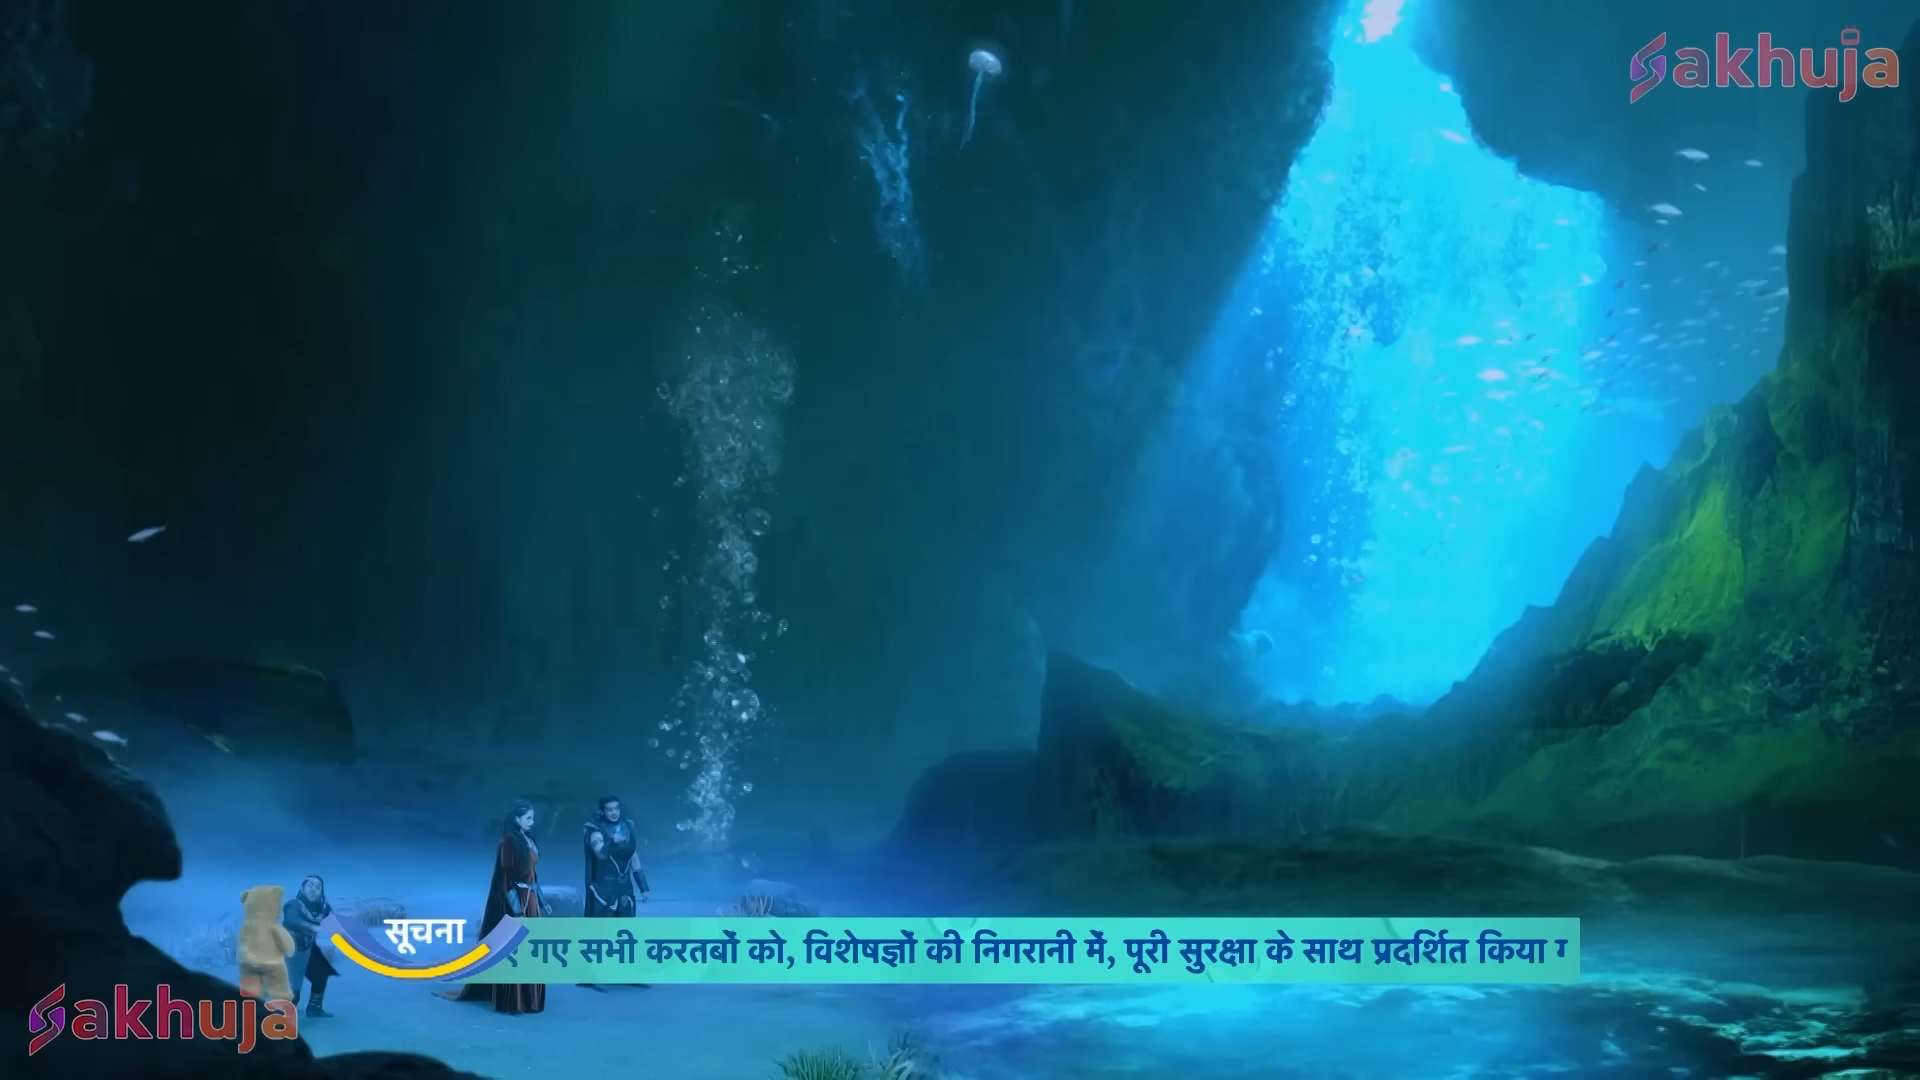 Sakhuja
सूचना
गए सभी करतबों को, विशेषज्ञों की निगरानी में, पूरी सुरक्षा के साथ प्रदर्शित किया
Sakhuja